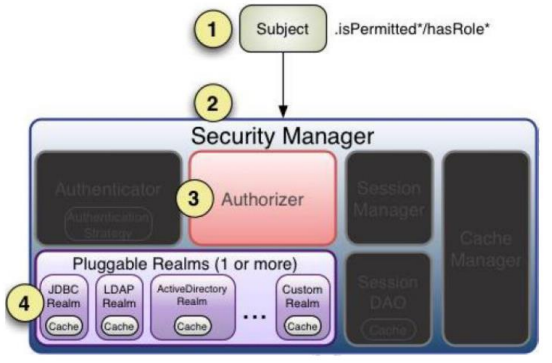 1
Subject
.isPermitted*/hasRole*
2
Security Manager
Authenticator
Authentication
Strategy
3
Authorizer
Session
Manager
Cache
Manager
Session
DAO
Cache
Pluggable Realms (1 or more)
4
JDBC
Realm
Cache
LDAP
Realm
Cache
ActiveDirectory
Realm
Cache
...
Custom
Realm
Cache